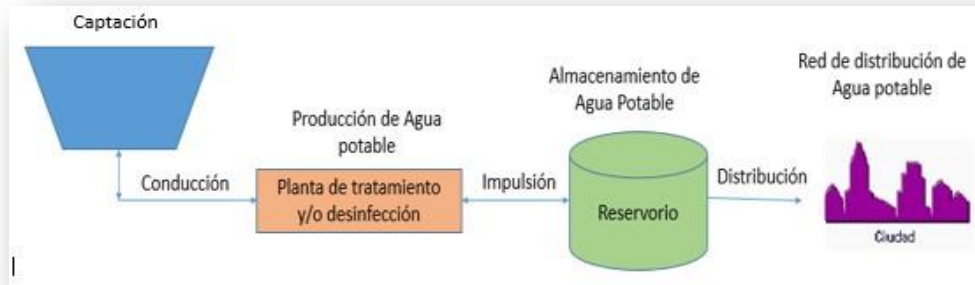 Captación
Conducción
Producción de Agua
potable
Planta de tratamiento
y/o desinfección
Impulsión
Almacenamiento de
Agua Potable
Reservorio
Distribución
Red de distribución de
Agua potable
Ciudad